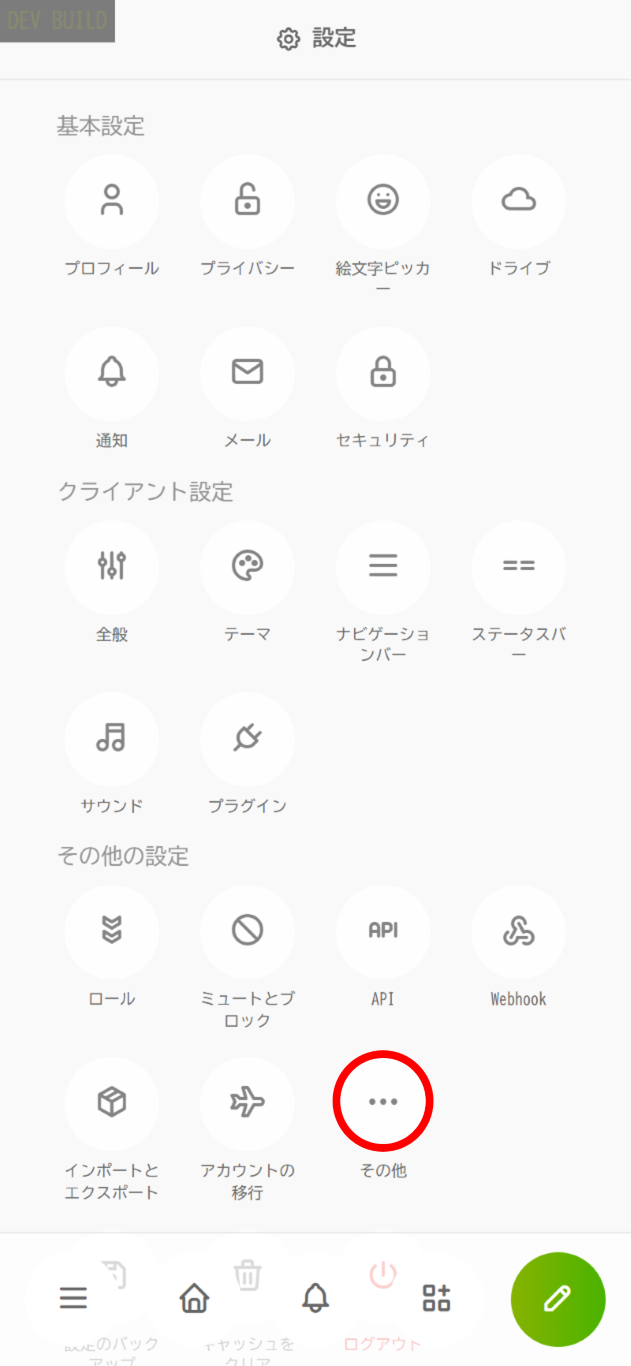 DEV BUILD
設定
基本設定
プロフィール
プライバシー
絵文字ピッカ
ー
ドライブ
通知
メール
セキュリティ
クライアント設定
全般
テーマ
ナビゲーショ
ンバー
ステータスバ
ー
サウンド
プラグイン
その他の設定
ロール
ミュートとブ
ロック
API
API
Webhook
インポートと
エクスポート
アカウントの
移行
その他
設定のバック
アップ
キャッシュを
クリア
ログアウト